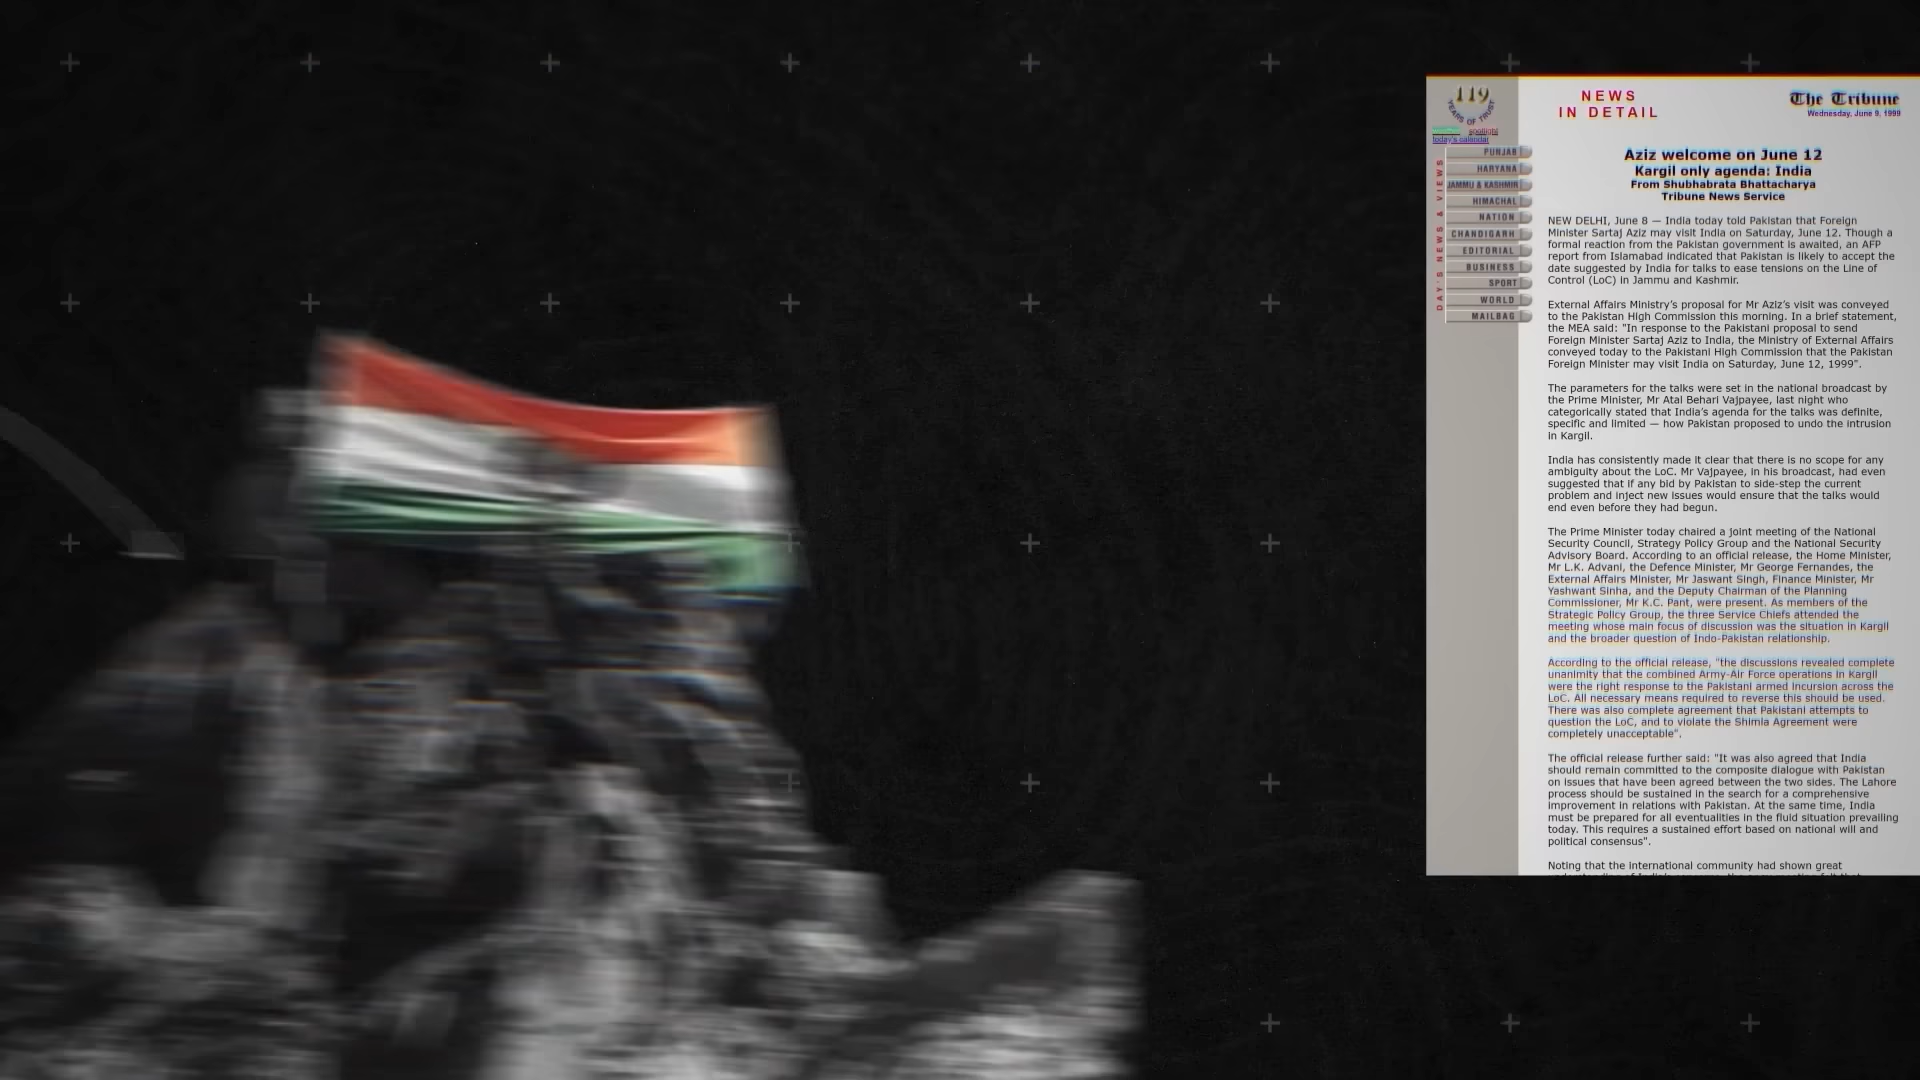 119
YEARS OF TRUST
spotlight
today's calendar
DAY'S NEWS & VIEWS
PUNJAB
HARYANA
JAMMU & KASHMIR
HIMACHAL
NATION
CHANDIGARH
EDITORIAL
BUSINESS
SPORT
WORLD
MAILBAG
NEWS
IN DETAIL
The Tribune
Wednesday, June 9, 1999
Aziz welcome on June 12
Kargil only agenda: India
From Shubhabrata Bhattacharya
Tribune News Service
NEW DELHI, June 8 — India today told Pakistan that Foreign
Minister Sartaj Aziz may visit India on Saturday, June 12. Though a
formal reaction from the Pakistan government is awaited, an AFP
report from Islamabad indicated that Pakistan is likely to accept the
date suggested by India for talks to ease tensions on the Line of
Control (LoC) in Jammu and Kashmir.
External Affairs Ministry's proposal for Mr Aziz's visit was conveyed
to the Pakistan High Commission this morning. In a brief statement,
the MEA said: "In response to the Pakistani proposal to send
Foreign Minister Sartaj Aziz to India, the Ministry of External Affairs
conveyed today to the Pakistani High Commission that the Pakistan
Foreign Minister may visit India on Saturday, June 12, 1999".
The parameters for the talks were set in the national broadcast by
the Prime Minister, Mr Atal Behari Vajpayee, last night who
categorically stated that India's agenda for the talks was definite,
specific and limited — how Pakistan proposed to undo the intrusion
in Kargil.
India has consistently made it clear that there is no scope for any
ambiguity about the LoC. Mr Vajpayee, in his broadcast, had even
suggested that if any bid by Pakistan to side-step the current
problem and inject new issues would ensure that the talks would
end even before they had begun.
The Prime Minister today chaired a joint meeting of the National
Security Council, Strategy Policy Group and the National Security
Advisory Board. According to an official release, the Home Minister,
Mr L.K. Advani, the Defence Minister, Mr George Fernandes, the
External Affairs Minister, Mr Jaswant Singh, Finance Minister, Mr
Yashwant Sinha, and the Deputy Chairman of the Planning
Commissioner, Mr K.C. Pant, were present. As members of the
Strategic Policy Group, the three Service Chiefs attended the
meeting whose main focus of discussion was the situation in Kargil
and the broader question of Indo-Pakistan relationship.
According to the official release, "the discussions revealed complete
unanimity that the combined Army-Air Force operations in Kargil
were the right response to the Pakistani armed incursion across the
LoC. All necessary means required to reverse this should be used.
There was also complete agreement that Pakistani attempts to
question the LoC, and to violate the Shimla Agreement were
completely unacceptable".
The official release further said: "It was also agreed that India
should remain committed to the composite dialogue with Pakistan
on issues that have been agreed between the two sides. The Lahore
process should be sustained in the search for a comprehensive
improvement in relations with Pakistan. At the same time, India
must be prepared for all eventualities in the fluid situation prevailing
today. This requires a sustained effort based on national will and
political consensus".
Noting that the international community had shown great